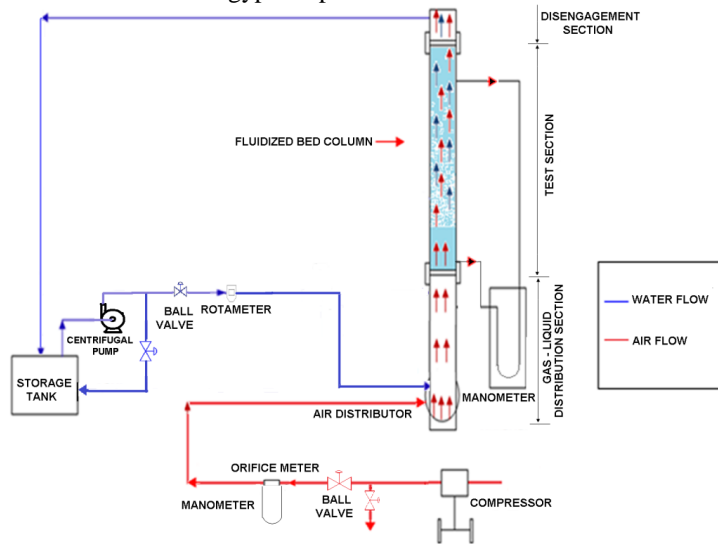 DISENGAGEMENT
SECTION
FLUIDIZED BED COLUMN
TEST SECTION
GAS - LIQUID
DISTRIBUTION SECTION
WATER FLOW
AIR FLOW
BALL
VALVE
ROTAMETER
CENTRIFUGAL
PUMP
STORAGE
TANK
MANOMETER
AIR DISTRIBUTOR
ORIFICE METER
MANOMETER
BALL
VALVE
COMPRESSOR